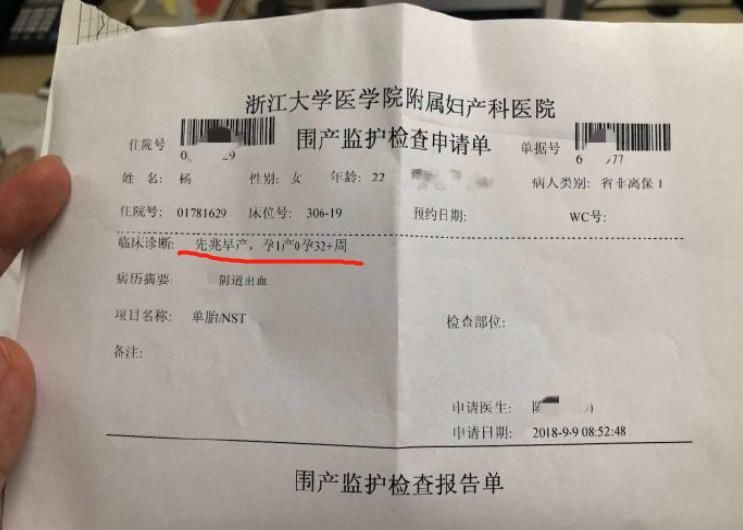 浙江大学医学院附属妇产科医院
围产监护检查申请单
住院号 0 29
单据号 6 77
姓 名: 杨 性别: 女 年龄: 22 病人类别: 省非离保1
住院号: 01781629 床位号: 306-19 预约日期: WC号:
临床诊断: 先兆早产, 孕1产0孕32+周
病历摘要: 阴道出血
项目名称: 单胎/NST 检查部位:
备注:
申请医生: 陈
申请日期: 2018-9-9 08:52:48
围产监护检查报告单